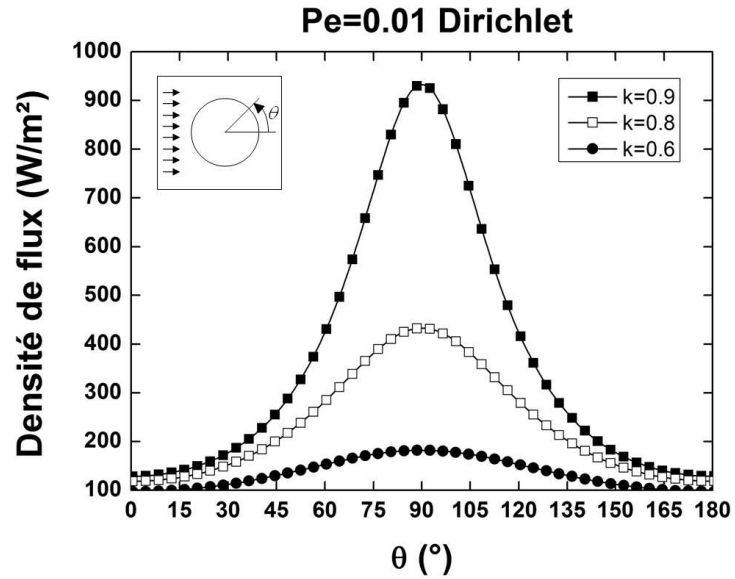 Pe=0.01 Dirichlet
Densité de flux (W/m²)
1000
900
800
700
600
500
400
300
200
100
θ
k=0.9
k=0.8
k=0.6
0 15 30 45 60 75 90 105 120 135 150 165 180
θ (°)